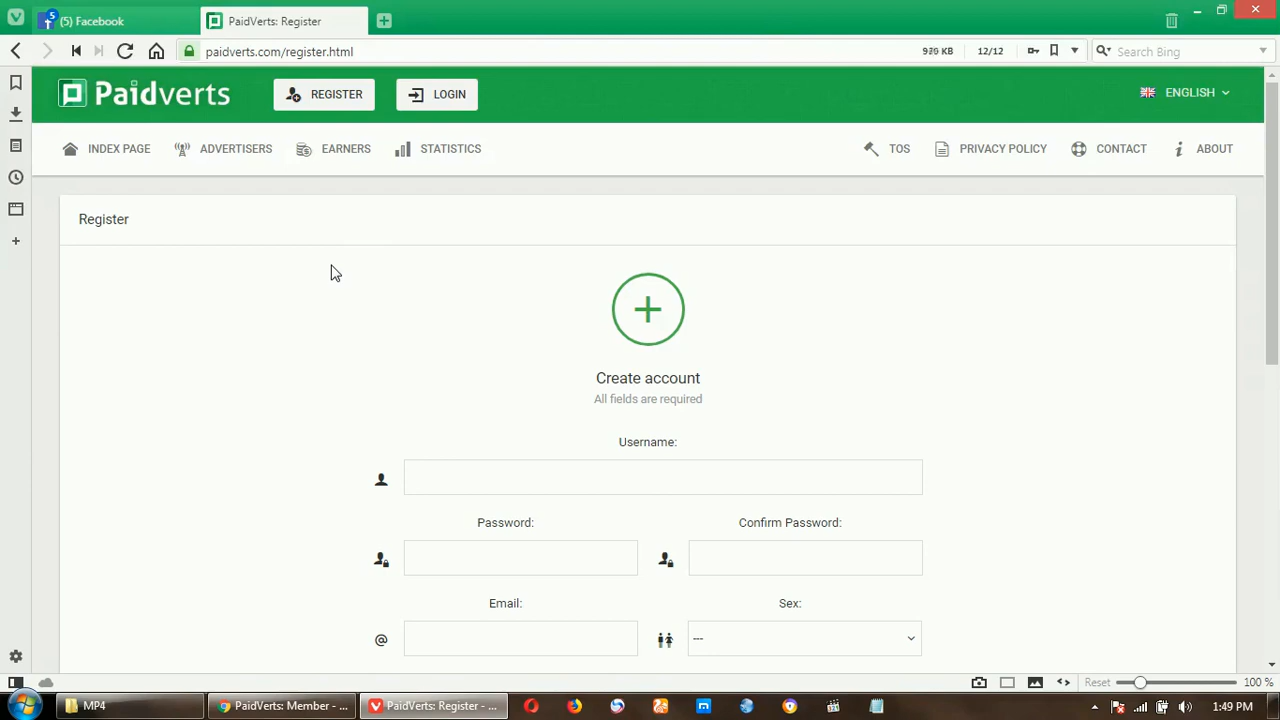 5
(5) Facebook
PaidVerts: Register
paidverts.com/register.html
12/12
Search Bing
Paidverts
REGISTER
LOGIN
ENGLISH
INDEX PAGE
ADVERTISERS
EARNERS
STATISTICS
TOS
PRIVACY POLICY
CONTACT
ABOUT
Register
Create account
All fields are required
Username:
Password:
Confirm Password:
Email:
Sex:
@
---
Reset
100 %
MP4
PaidVerts: Member - ...
PaidVerts: Register - ...
1:49 PM